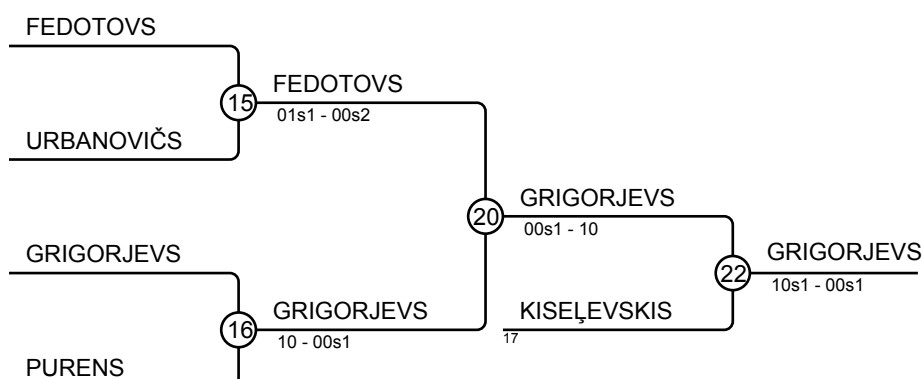 FEDOTOVS
15
FEDOTOVS
01s1 - 00s2
URBANOVIČS
20
GRIGORJEVS
00s1 - 10
GRIGORJEVS
22
GRIGORJEVS
10s1 - 00s1
16
GRIGORJEVS
10 - 00s1
KISEĻEVSKIS
17
PURENS